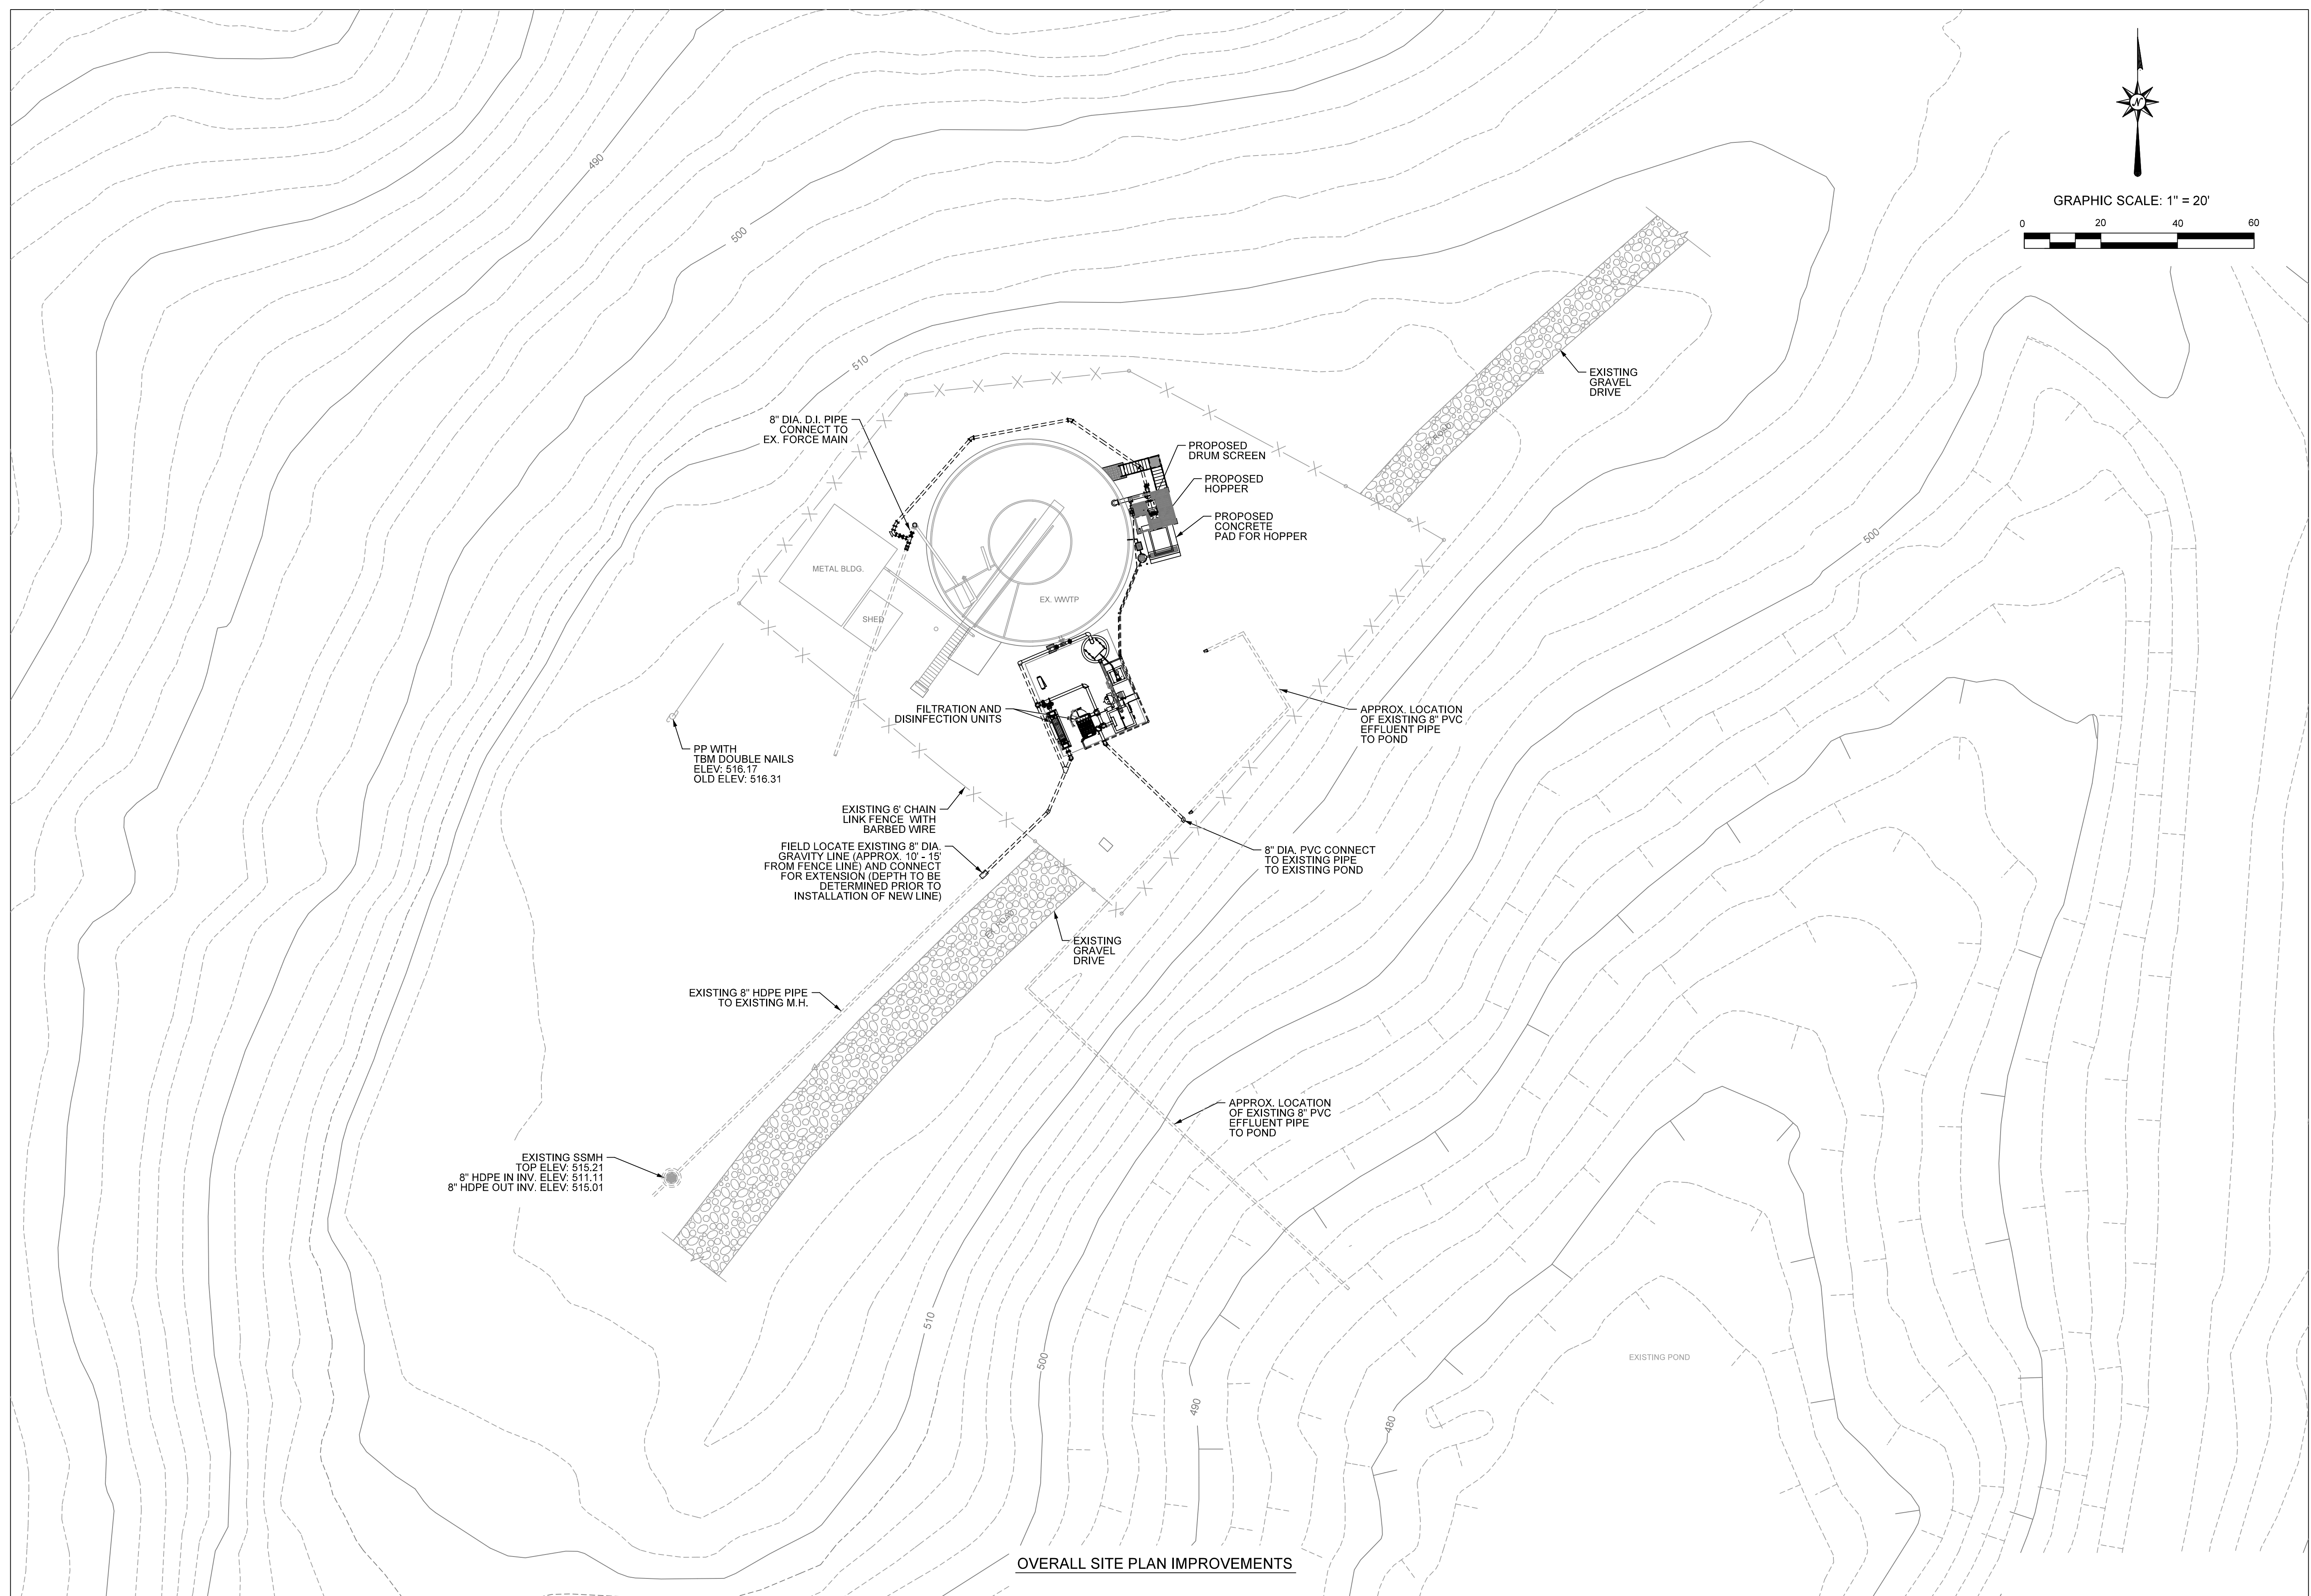 N
GRAPHIC SCALE: 1" = 20'
0 20 40 60
490
500
510
EXISTING
GRAVEL
DRIVE
EX. ROAD
8" DIA. D.I. PIPE
CONNECT TO
EX. FORCE MAIN
PROPOSED
DRUM SCREEN
PROPOSED
HOPPER
PROPOSED
CONCRETE
PAD FOR HOPPER
500
METAL BLDG.
SHED
EX. WWTP
FILTRATION AND
DISINFECTION UNITS
APPROX. LOCATION
OF EXISTING 8" PVC
EFFLUENT PIPE
TO POND
PP WITH
TBM DOUBLE NAILS
ELEV: 516.17
OLD ELEV: 516.31
EXISTING 6' CHAIN
LINK FENCE WITH
BARBED WIRE
FIELD LOCATE EXISTING 8" DIA.
GRAVITY LINE (APPROX. 10' - 15'
FROM FENCE LINE) AND CONNECT
FOR EXTENSION (DEPTH TO BE
DETERMINED PRIOR TO
INSTALLATION OF NEW LINE)
8" DIA. PVC CONNECT
TO EXISTING PIPE
TO EXISTING POND
EX. ROAD
EXISTING
GRAVEL
DRIVE
EXISTING 8" HDPE PIPE
TO EXISTING M.H.
APPROX. LOCATION
OF EXISTING 8" PVC
EFFLUENT PIPE
TO POND
EXISTING SSMH
TOP ELEV: 515.21
8" HDPE IN INV. ELEV: 511.11
8" HDPE OUT INV. ELEV: 515.01
510
500
490
480
EXISTING POND
OVERALL SITE PLAN IMPROVEMENTS